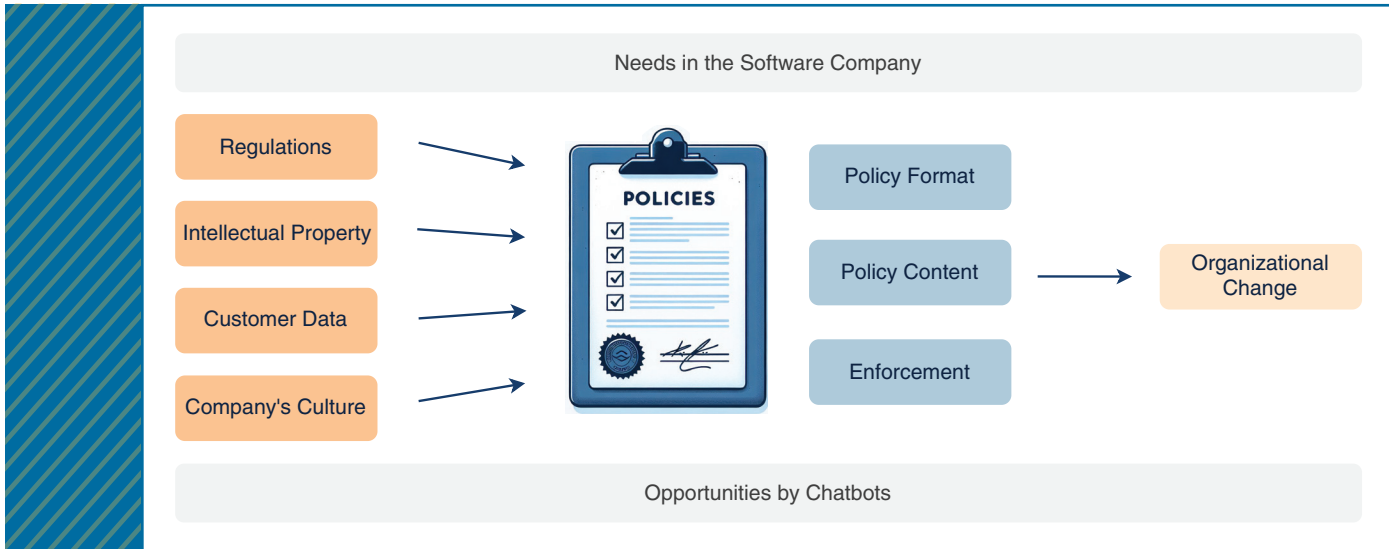 Needs in the Software Company
Regulations
Intellectual Property
Customer Data
Company's Culture
POLICIES
Policy Format
Policy Content
Enforcement
Organizational
Change
Opportunities by Chatbots